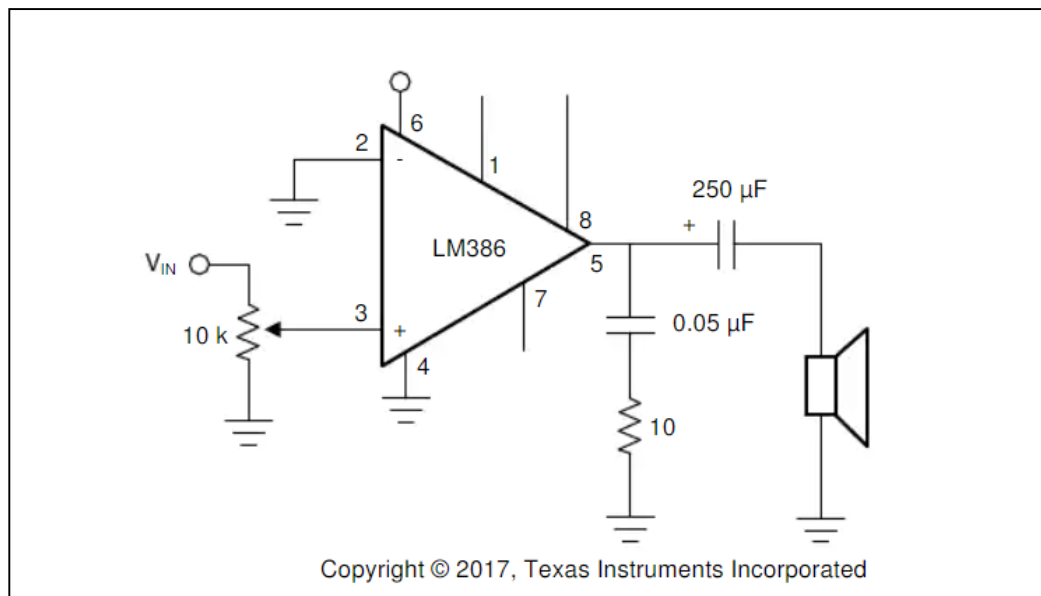 6
2
-
1
250 µF
+
8
LM386
5
VIN
7
3
+
0.05 µF
10 k
4
10
Copyright © 2017, Texas Instruments Incorporated